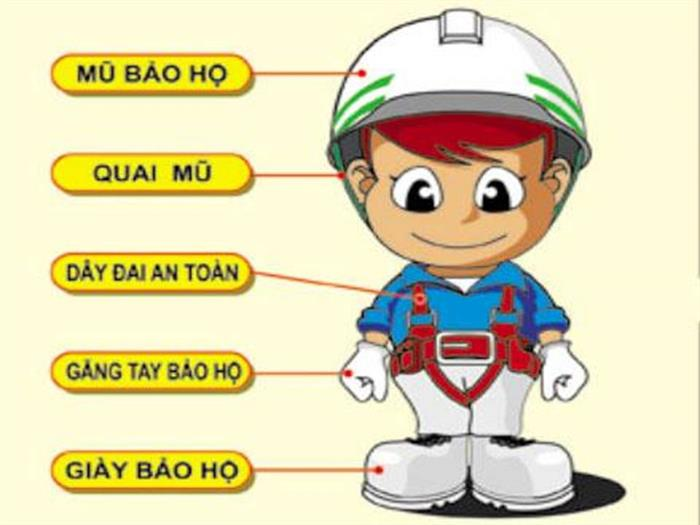 MŨ BẢO HỘ
QUAI MŨ
DÂY ĐAI AN TOÀN
GĂNG TAY BẢO HỘ
GIÀY BẢO HỘ